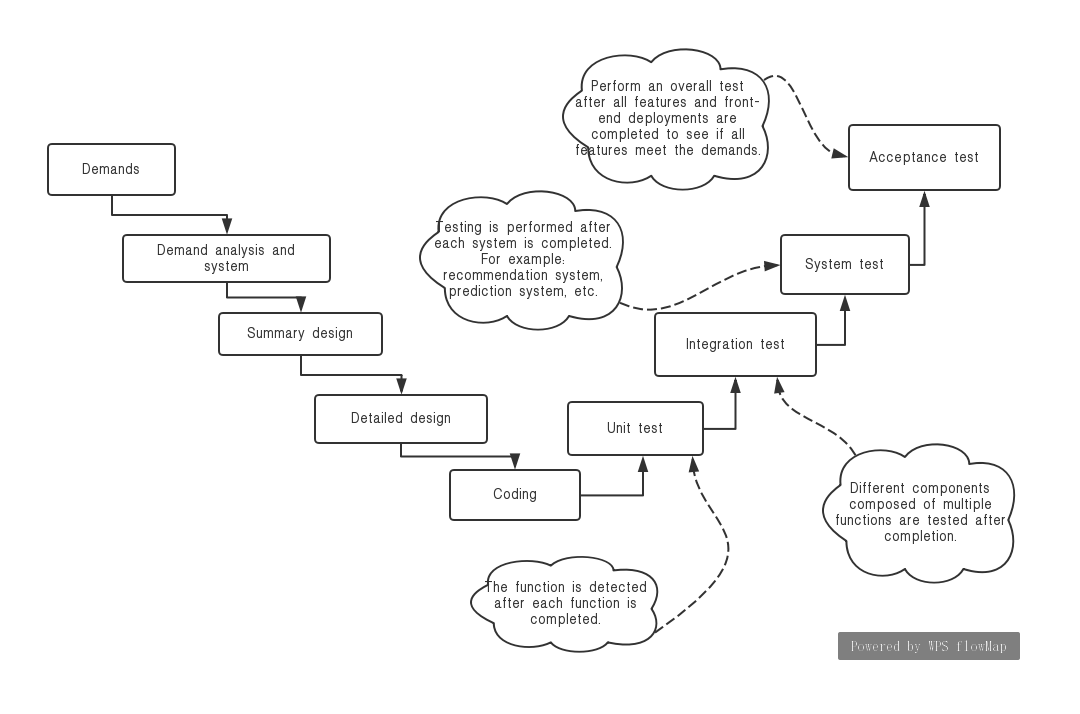 Perform an overall test
after all features and front-
end deployments are
completed to see if all
features meet the demands.
Acceptance test
Demands
Testing is performed after
each system is completed.
For example:
recommendation system,
prediction system, etc.
Demand analysis and
system
System test
Summary design
Integration test
Detailed design
Unit test
Coding
Different components
composed of multiple
functions are tested after
completion.
The function is detected
after each function is
completed.
Powered by WPS flowMap